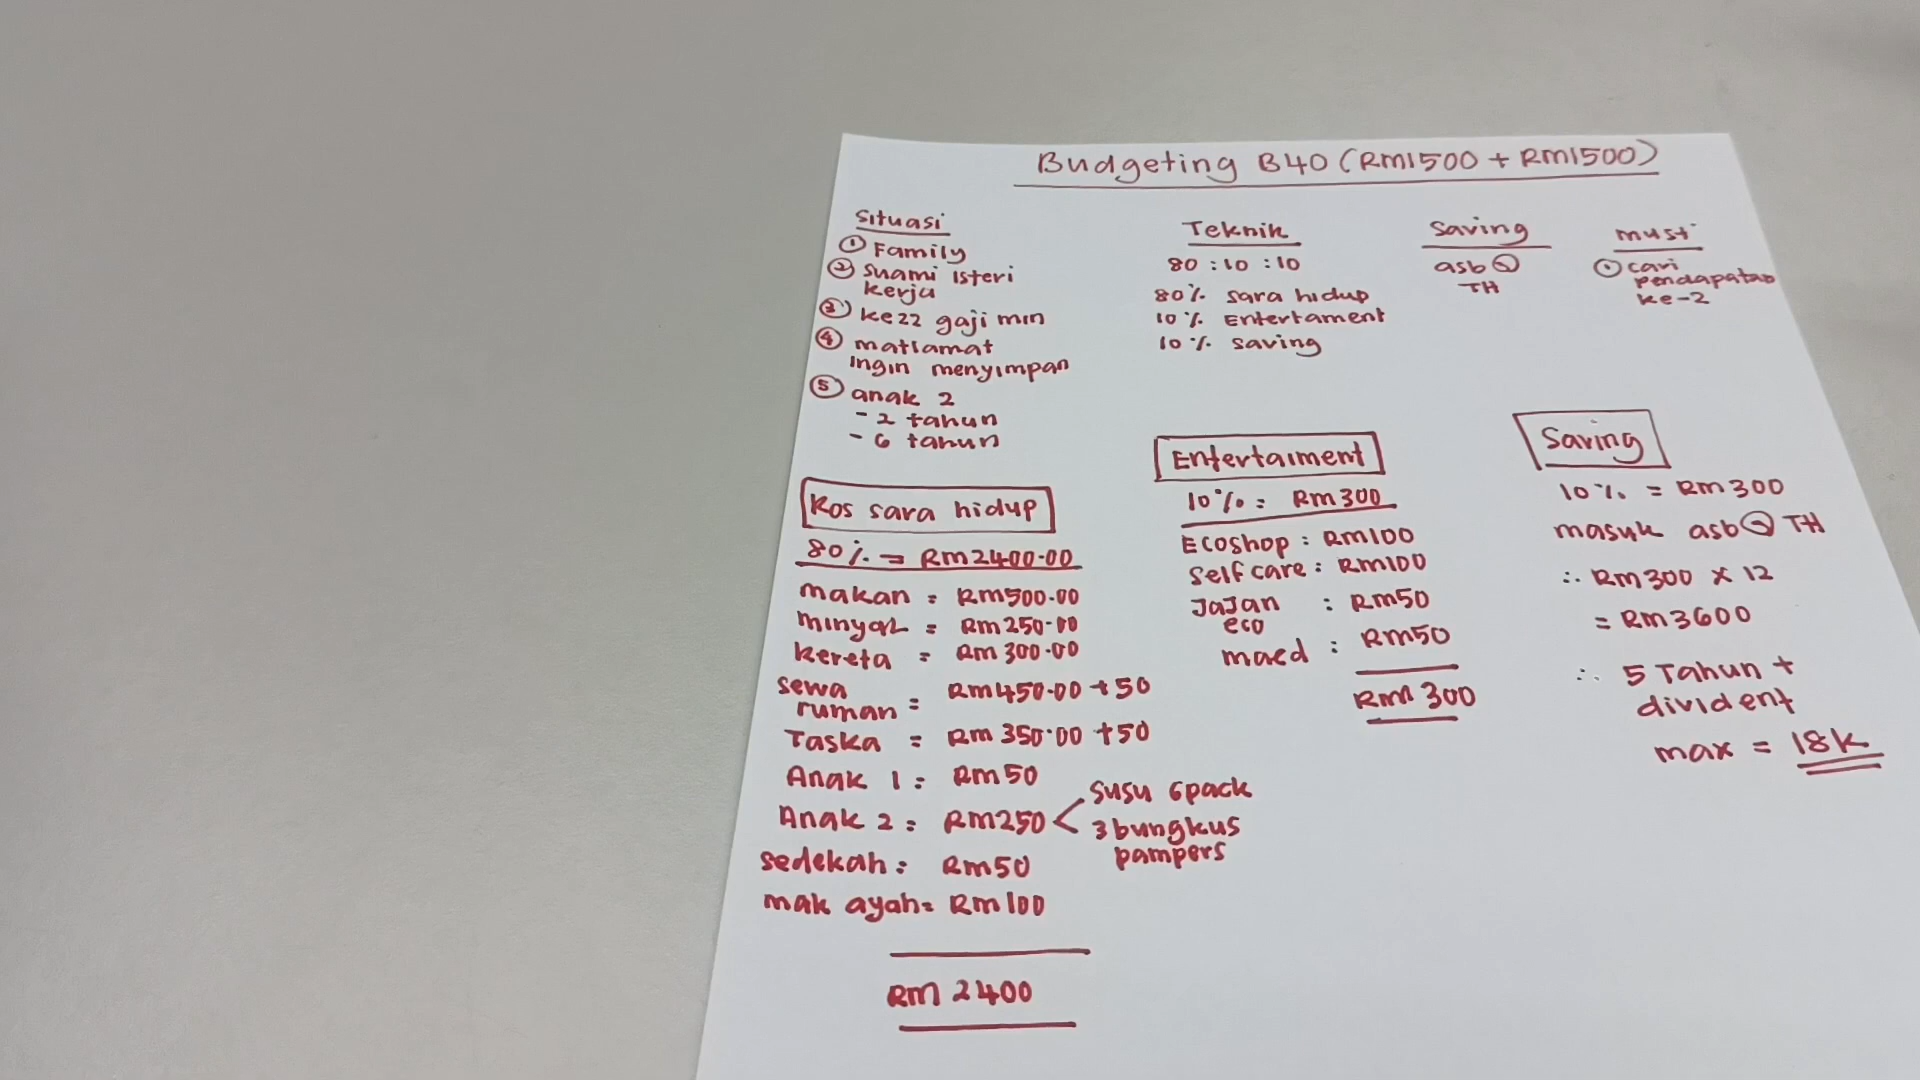 Budgeting B40 (RM1500 + RM1500)
Situasi
① Family
② suami isteri
kerja
③ ke22 gaji min
④ matlamat
ingin menyimpan
⑤ anak 2
- 2 tahun
- 6 tahun
Teknik
80 : 10 : 10
80% sara hidup
10% Entertament
10% saving
Saving
asb
TH
must
① cari
pendapatan
ke-2
Kos sara hidup
80% → RM2400.00
makan = RM500.00
minyak = RM250.00
kereta = RM300.00
sewa
rumah = RM450.00 + 50
Taska = RM350.00 + 50
Anak 1 : RM50
Anak 2 : RM250 < susu 6pack
3 bungkus
pampers
sedekah : RM50
mak ayah = RM100
RM 2400
Entertaiment
10% = RM300
Ecoshop : RM100
Self care : RM100
JaJan : RM50
eco
maed : RM50
RM 300
Saving
10% = RM300
masuk asb TH
∴ RM300 x 12
= RM3600
∴ 5 Tahun +
divident
max = 18K